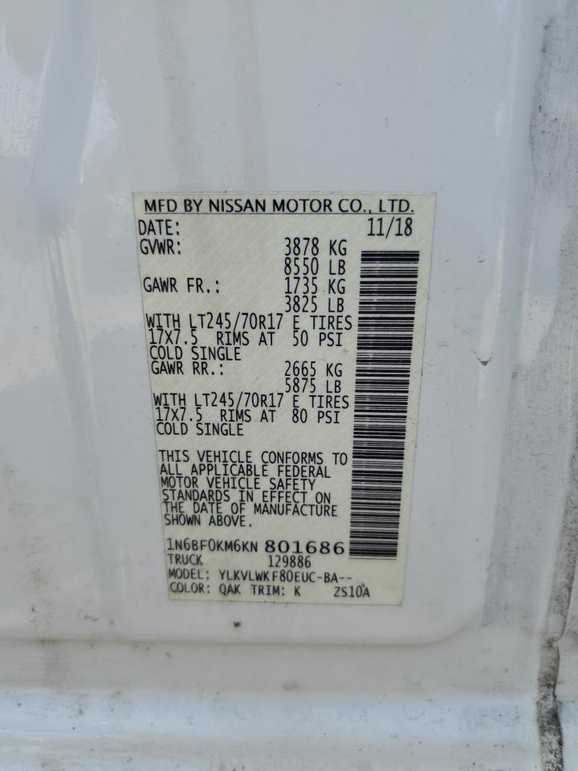 MFD BY NISSAN MOTOR CO., LTD.
DATE: 11/18
GVWR: 3878 KG
8550 LB
GAWR FR.: 1735 KG
3825 LB
WITH LT245/70R17 E TIRES
17X7.5 RIMS AT 50 PSI
COLD SINGLE
GAWR RR.: 2665 KG
5875 LB
WITH LT245/70R17 E TIRES
17X7.5 RIMS AT 80 PSI
COLD SINGLE
THIS VEHICLE CONFORMS TO
ALL APPLICABLE FEDERAL
MOTOR VEHICLE SAFETY
STANDARDS IN EFFECT ON
THE DATE OF MANUFACTURE
SHOWN ABOVE.
1N6BF0KM6KN 801686
TRUCK 129886
MODEL: YLKVLWKF80EUC-BA--
COLOR: QAK TRIM: K 2S10A